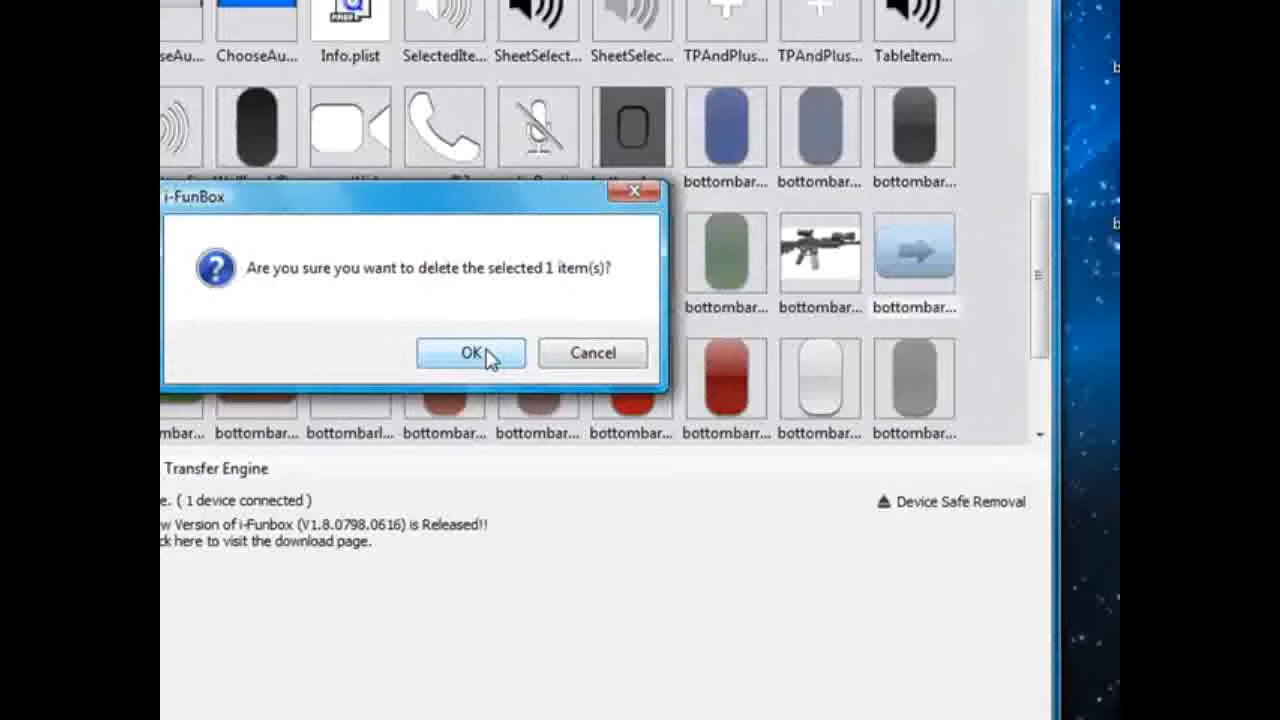 seAu... ChooseAu... Info.plist SelectedIte... SheetSelect... SheetSelec... TPAndPlus... TPAndPlus... TableItem...
bottombar... bottombar... bottombar...
i-FunBox
Are you sure you want to delete the selected 1 item(s)?
OK Cancel
bottombar... bottombar... bottombar...
mbar... bottombar... bottombarl... bottombar... bottombar... bottombar... bottombarr... bottombar... bottombar...
Transfer Engine
e. ( 1 device connected )
Device Safe Removal
w Version of i-Funbox (V1.8.0798.0616) is Released!!
ck here to visit the download page.